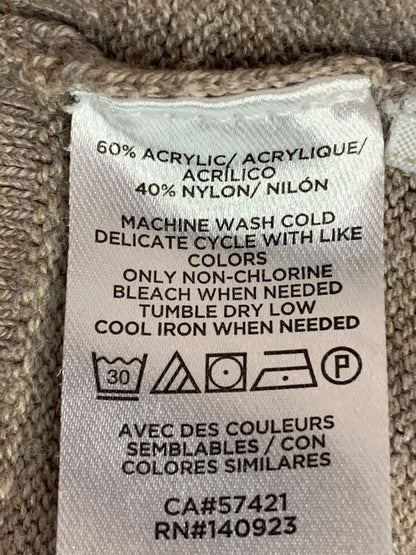 60% ACRYLIC/ ACRYLIQUE/
ACRÍLICO
40% NYLON/ NILÓN
MACHINE WASH COLD
DELICATE CYCLE WITH LIKE
COLORS
ONLY NON-CHLORINE
BLEACH WHEN NEEDED
TUMBLE DRY LOW
COOL IRON WHEN NEEDED
30 P
AVEC DES COULEURS
SEMBLABLES / CON
COLORES SIMILARES
CA#57421
RN#140923